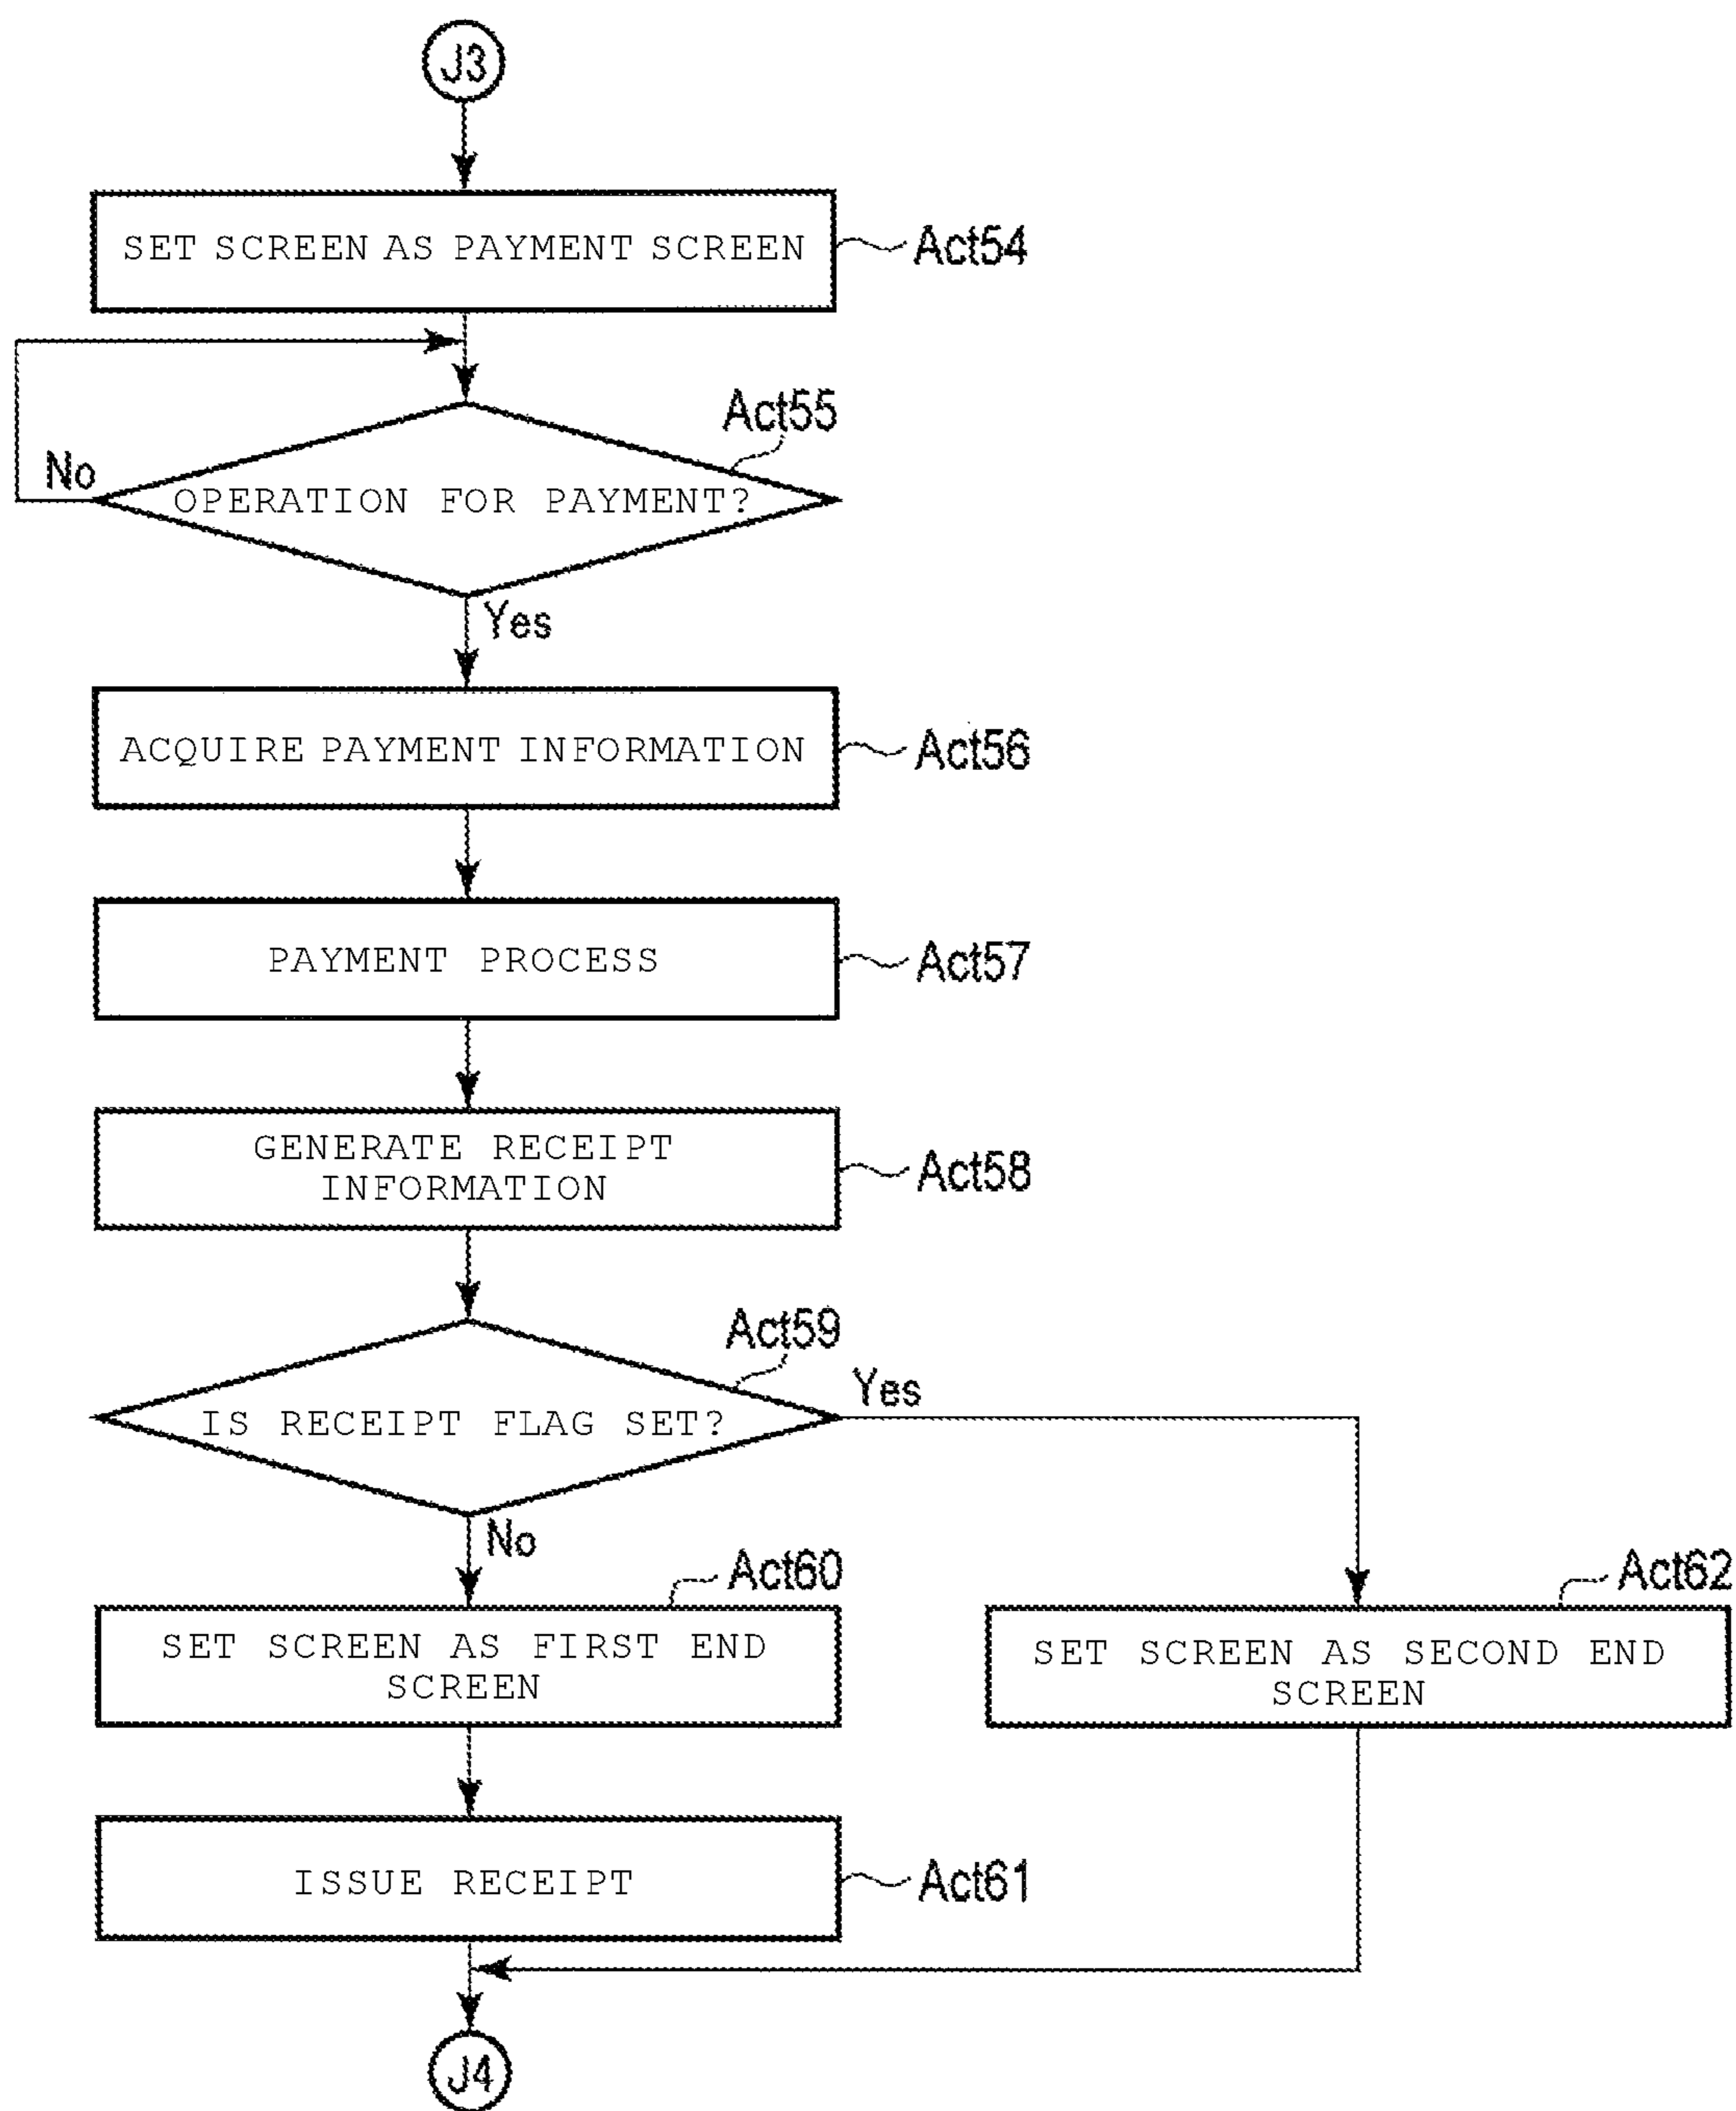 J3
SET SCREEN AS PAYMENT SCREEN
Act54
Act55
No
OPERATION FOR PAYMENT?
Yes
ACQUIRE PAYMENT INFORMATION
Act56
PAYMENT PROCESS
Act57
GENERATE RECEIPT
INFORMATION
Act58
Act59
Yes
IS RECEIPT FLAG SET?
No
Act60
SET SCREEN AS FIRST END
SCREEN
Act62
SET SCREEN AS SECOND END
SCREEN
ISSUE RECEIPT
Act61
J4